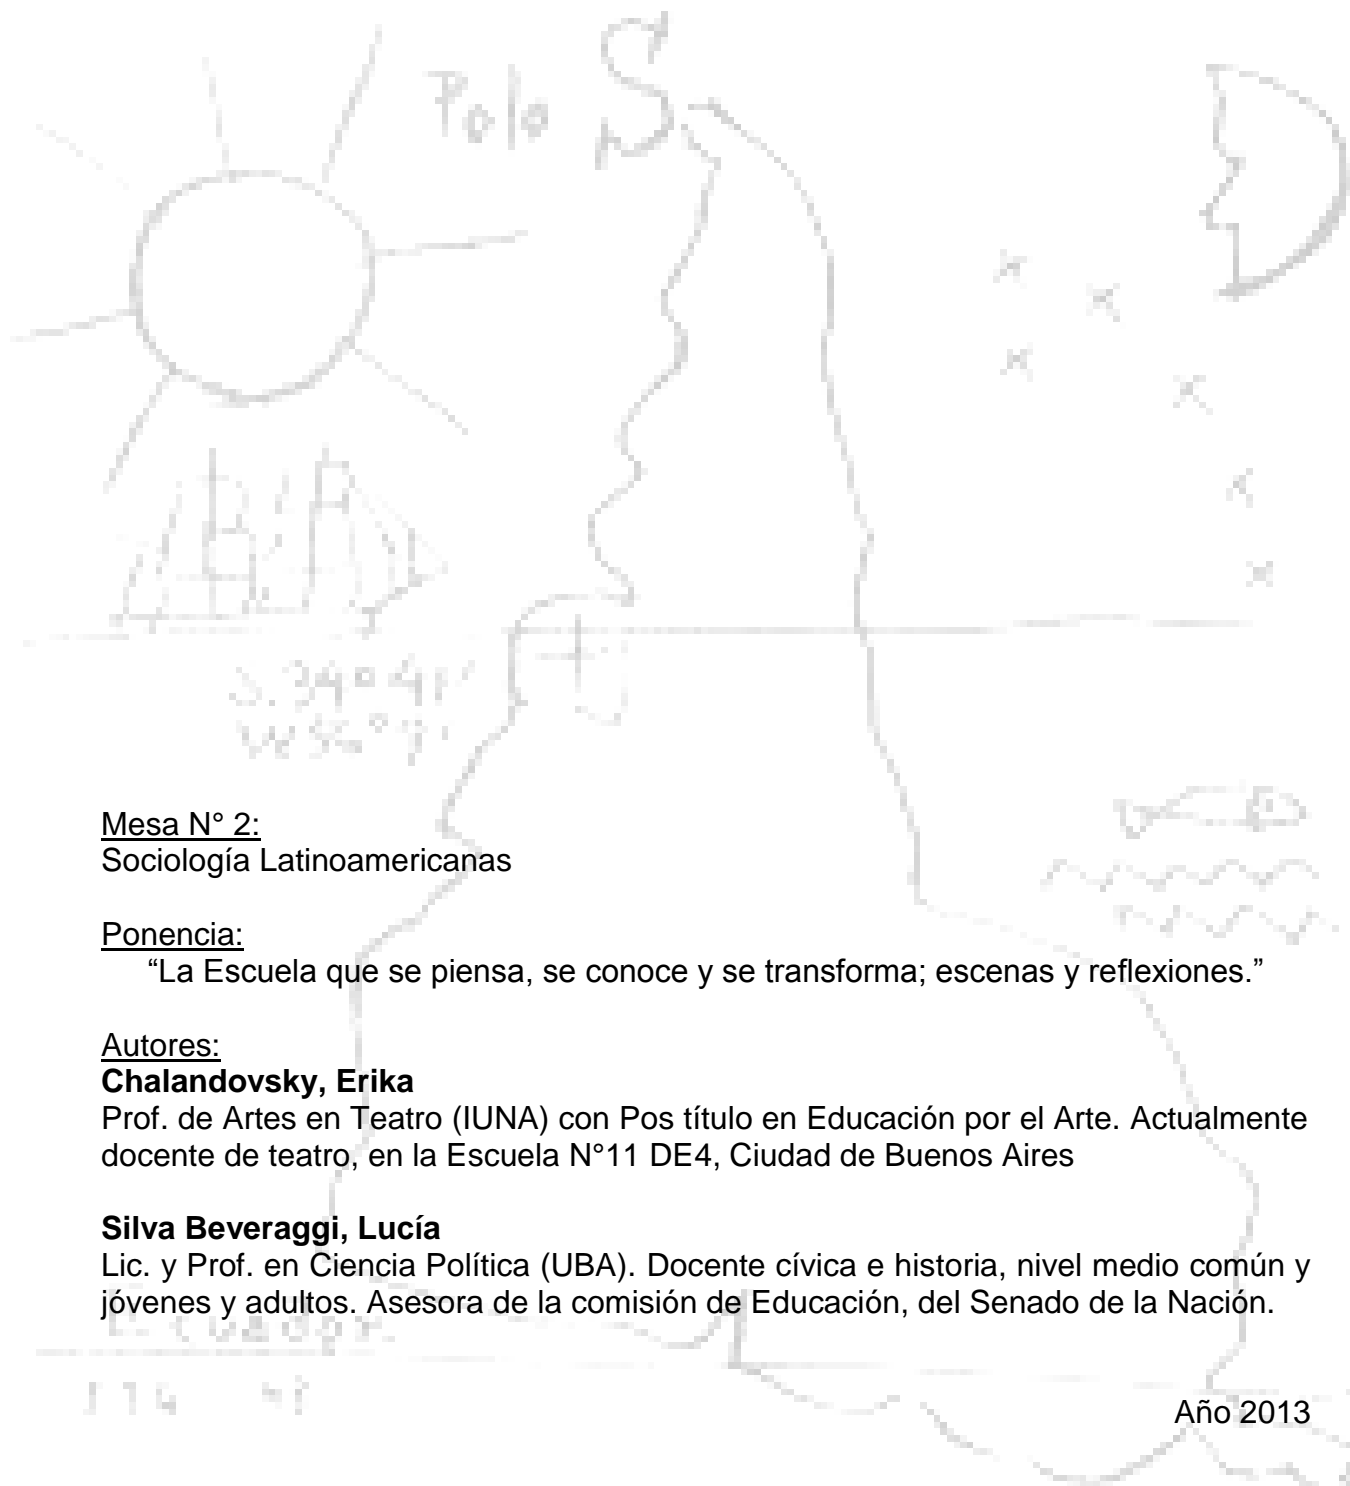 Polo S
S. 34° 41'
Mesa N° 2:
Sociología Latinoamericanas
Ponencia:
“La Escuela que se piensa, se conoce y se transforma; escenas y reflexiones.”
Autores:
Chalandovsky, Erika
Prof. de Artes en Teatro (IUNA) con Pos título en Educación por el Arte. Actualmente
docente de teatro, en la Escuela N°11 DE4, Ciudad de Buenos Aires
Silva Beveraggi, Lucía
Lic. y Prof. en Ciencia Política (UBA). Docente cívica e historia, nivel medio común y
jóvenes y adultos. Asesora de la comisión de Educación, del Senado de la Nación.
Ecuador
Año 2013